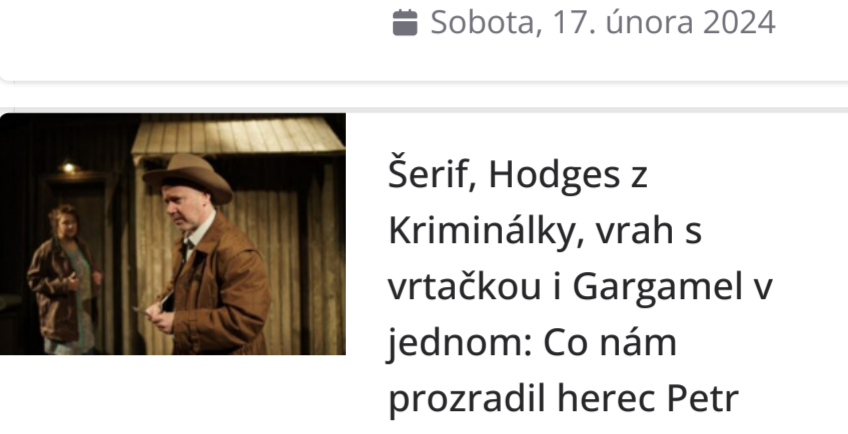 Sobota, 17. února 2024
Šerif, Hodges z
Kriminálky, vrah s
vrtačkou i Gargamel v
jednom: Co nám
prozradil herec Petr